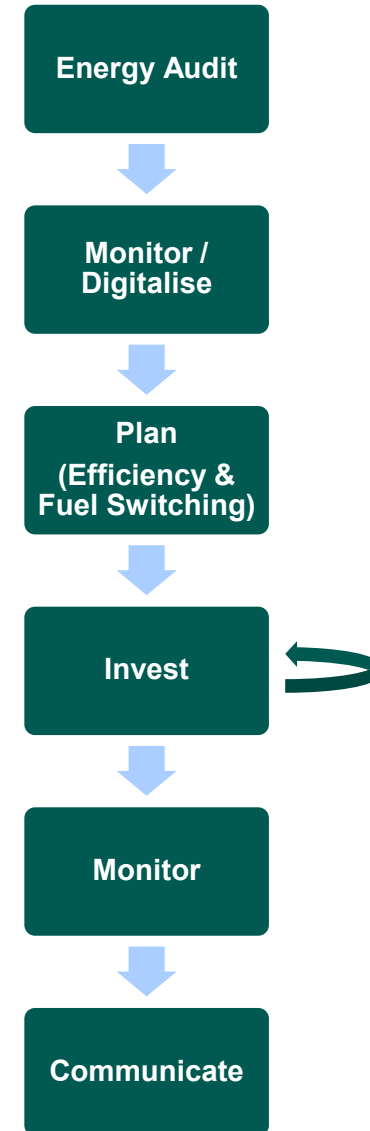 Energy Audit
Monitor /
Digitalise
Plan
(Efficiency &
Fuel Switching)
Invest
Monitor
Communicate